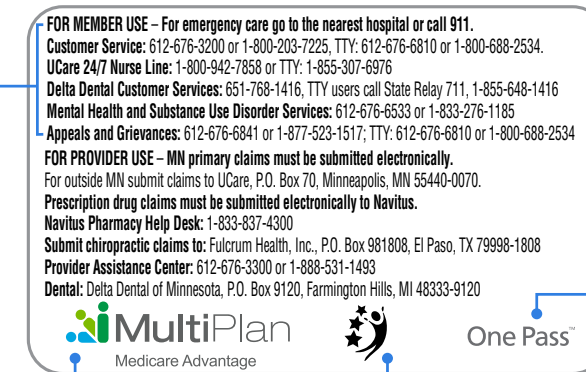 FOR MEMBER USE – For emergency care go to the nearest hospital or call 911.
Customer Service: 612-676-3200 or 1-800-203-7225, TTY: 612-676-6810 or 1-800-688-2534.
UCare 24/7 Nurse Line: 1-800-942-7858 or TTY: 1-855-307-6976
Delta Dental Customer Services: 651-768-1416, TTY users call State Relay 711, 1-855-648-1416
Mental Health and Substance Use Disorder Services: 612-676-6533 or 1-833-276-1185
Appeals and Grievances: 612-676-6841 or 1-877-523-1517; TTY: 612-676-6810 or 1-800-688-2534
FOR PROVIDER USE – MN primary claims must be submitted electronically.
For outside MN submit claims to UCare, P.O. Box 70, Minneapolis, MN 55440-0070.
Prescription drug claims must be submitted electronically to Navitus.
Navitus Pharmacy Help Desk: 1-833-837-4300
Submit chiropractic claims to: Fulcrum Health, Inc., P.O. Box 981808, El Paso, TX 79998-1808
Provider Assistance Center: 612-676-3300 or 1-888-531-1493
Dental: Delta Dental of Minnesota, P.O. Box 9120, Farmington Hills, MI 48333-9120
MultiPlan
Medicare Advantage
One Pass™